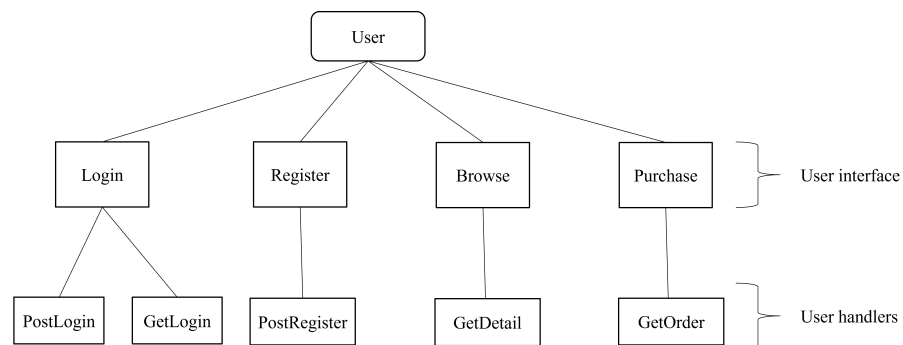 User
Login
Register
Browse
Purchase
User interface
PostLogin
GetLogin
PostRegister
GetDetail
GetOrder
User handlers